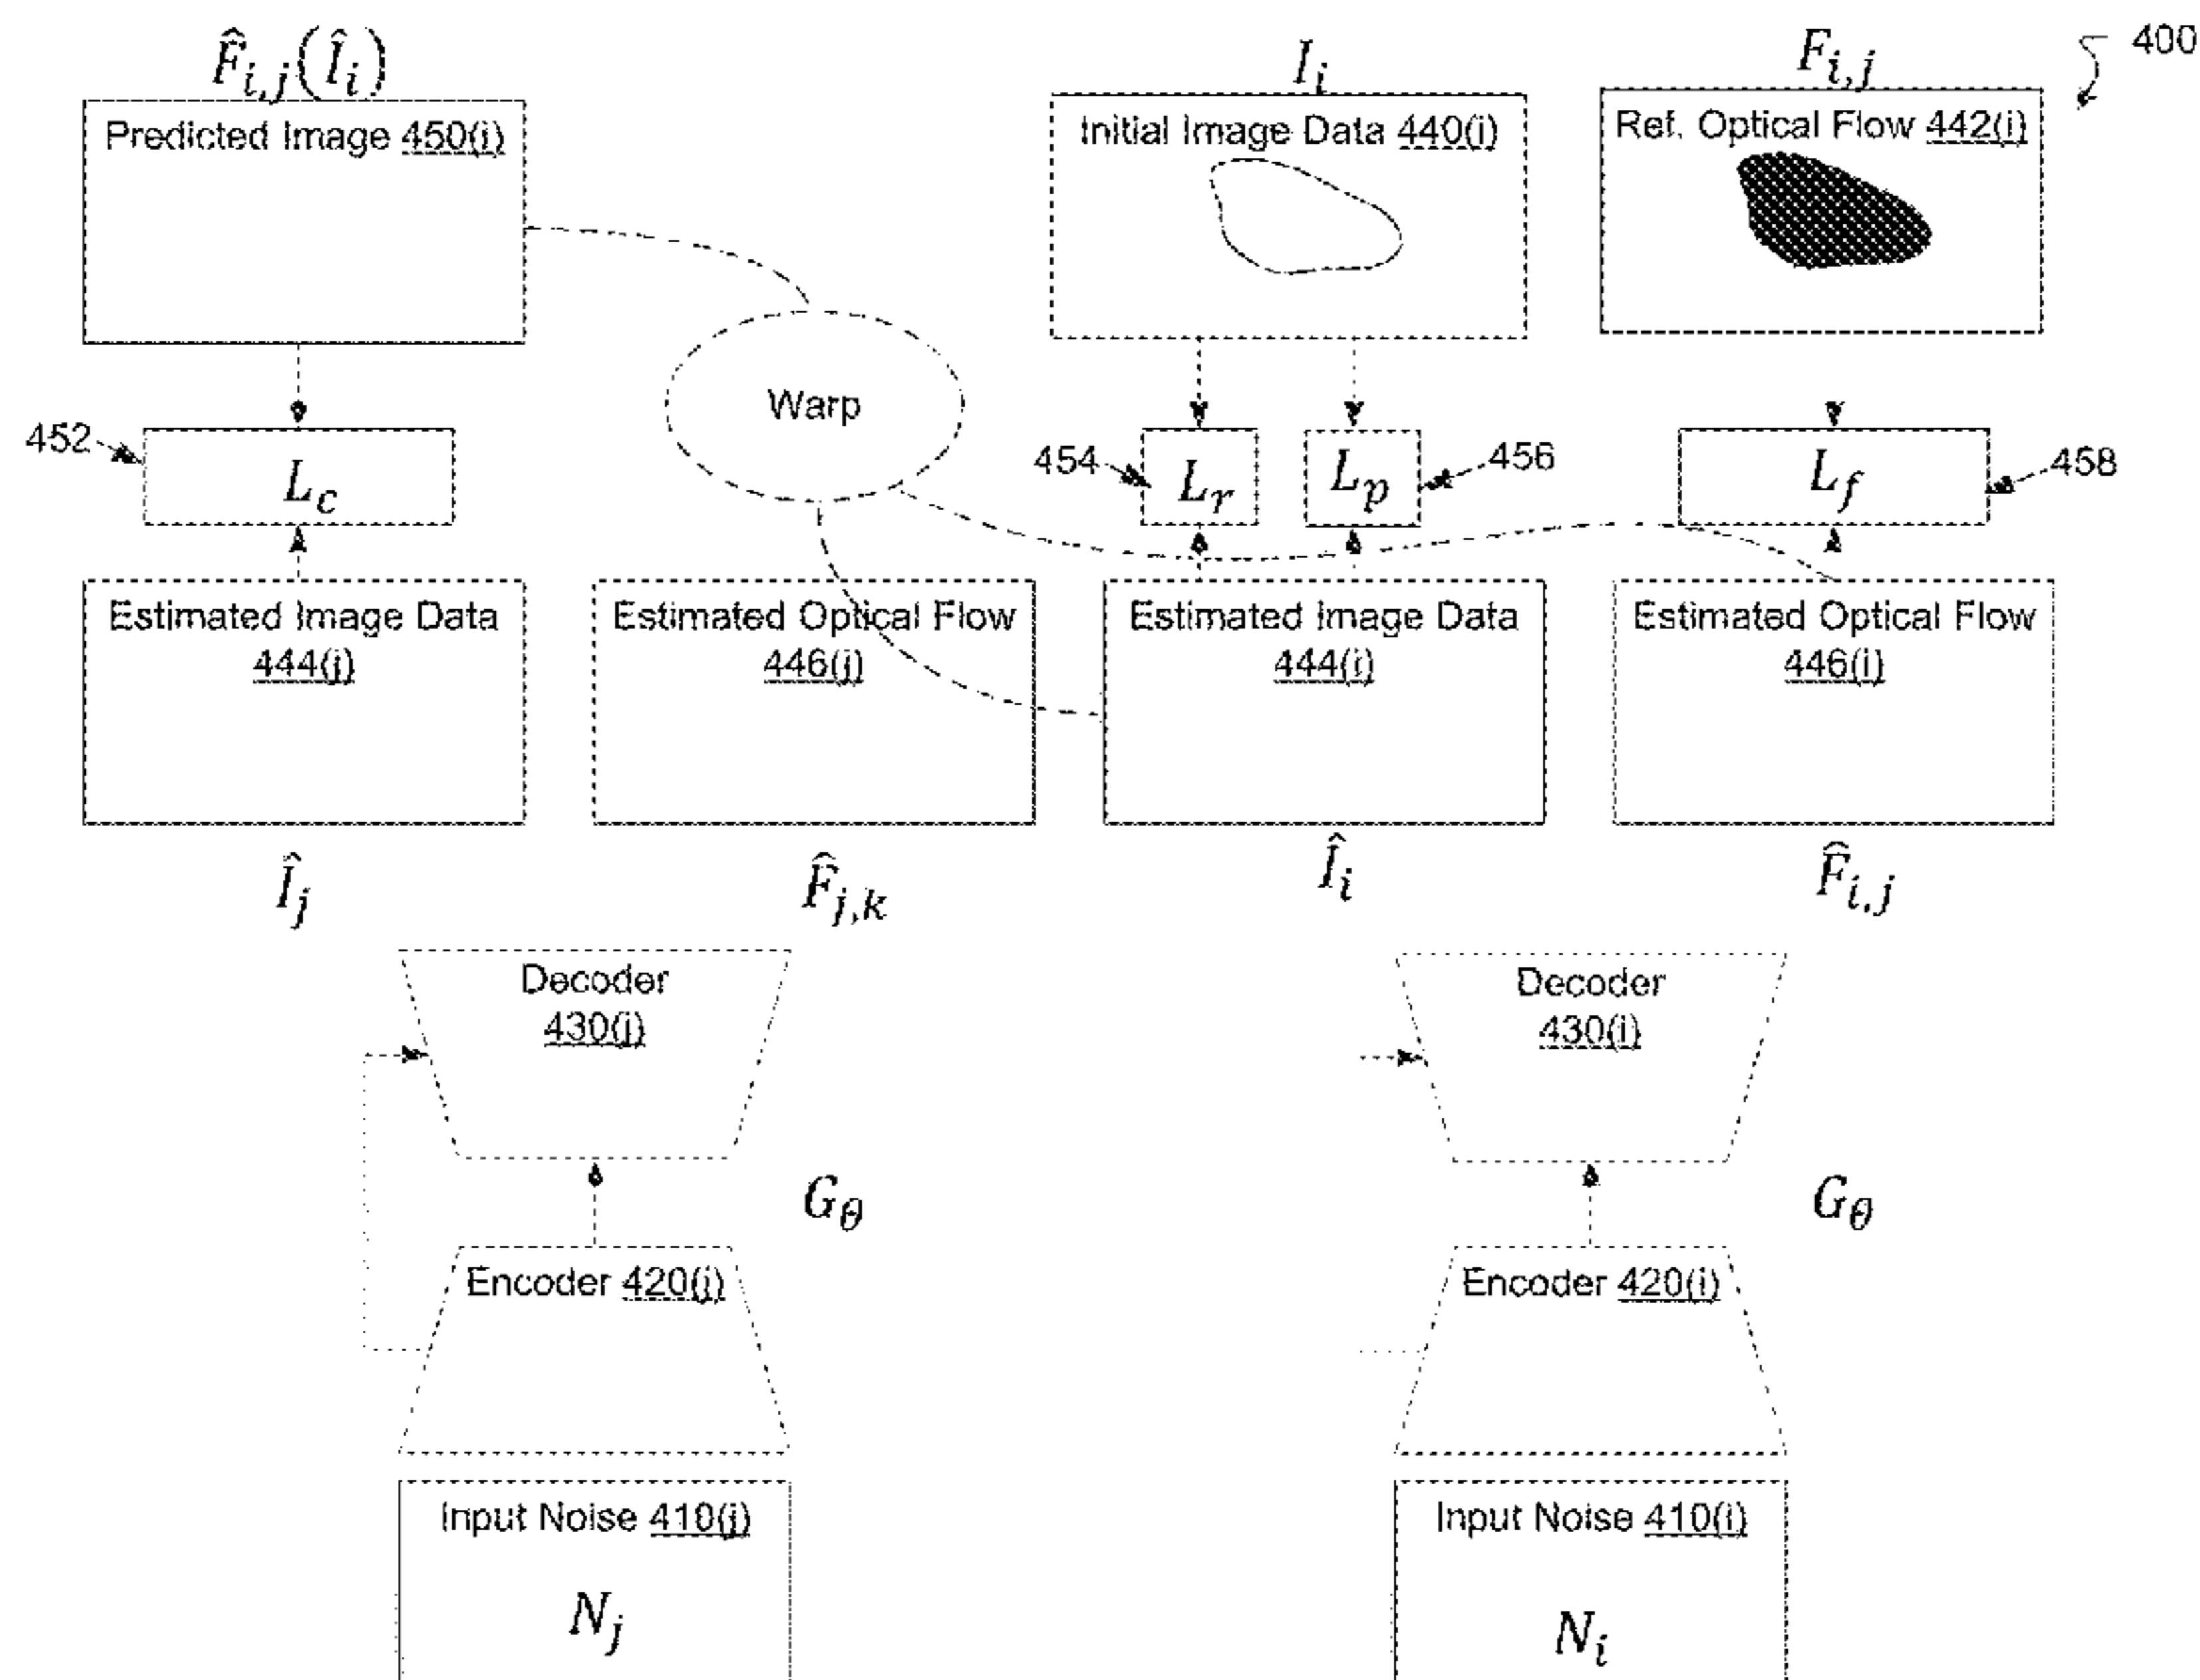 F̂i,j(Îi)
Ii
Fi,j
400
Predicted Image 450(i)
Initial Image Data 440(i)
Ref. Optical Flow 442(i)
Warp
452
Lc
454
Lr
Lp
456
Lf
458
Estimated Image Data
444(j)
Estimated Optical Flow
446(j)
Estimated Image Data
444(i)
Estimated Optical Flow
446(i)
Îj
F̂j,k
Îi
F̂i,j
Decoder
430(j)
Decoder
430(i)
Gθ
Gθ
Encoder 420(j)
Encoder 420(i)
Input Noise 410(j)
Input Noise 410(i)
Nj
Ni